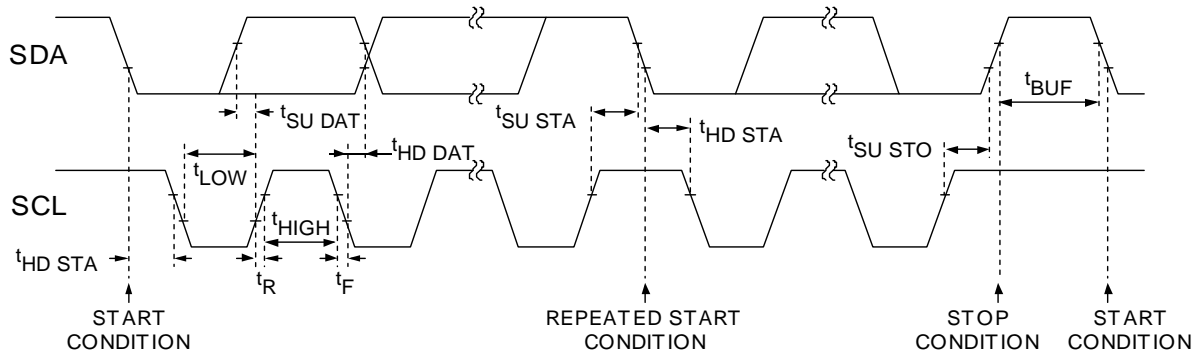 SDA
tSU DAT
tSU STA
tBUF
tHD STA
tHD DAT
tSU STO
tLOW
SCL
tHIGH
tHD STA
tR
tF
START
CONDITION
REPEATED START
CONDITION
STOP
CONDITION
START
CONDITION